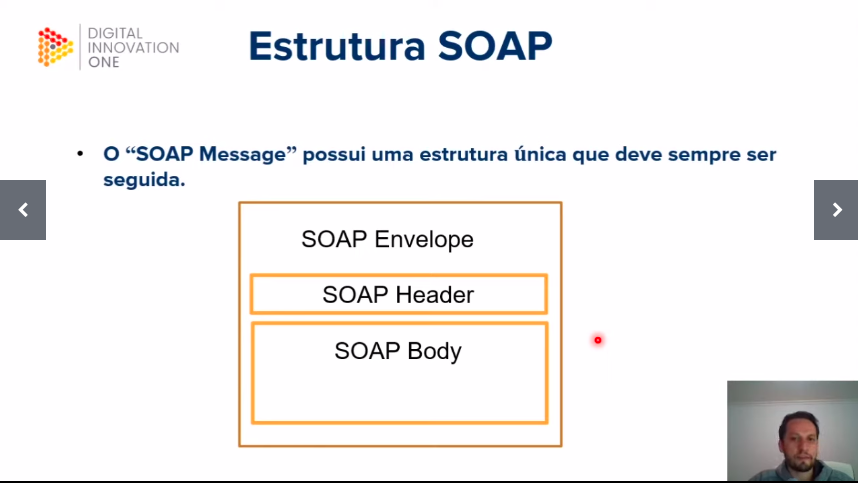 DIGITAL
INNOVATION
ONE
Estrutura SOAP
• O “SOAP Message” possui uma estrutura única que deve sempre ser
seguida.
SOAP Envelope
SOAP Header
SOAP Body